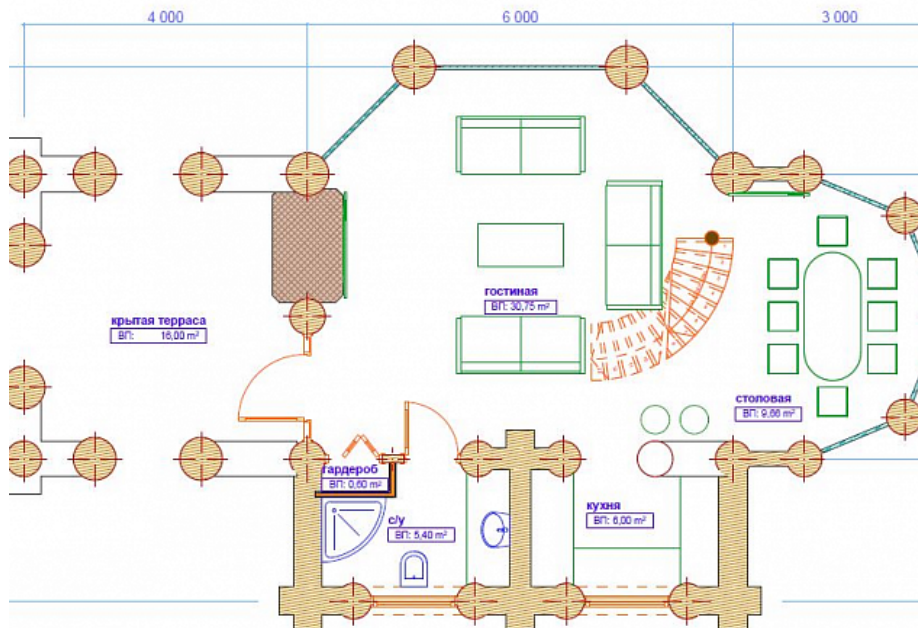 4 000
6 000
3 000
гостиная
ВП: 30,75 m²
крытая терраса
ВП: 16,00 m²
столовая
ВП: 9,66 m²
гардероб
ВП: 0,60 m²
кухня
ВП: 6,00 m²
с/у
ВП: 5,40 m²